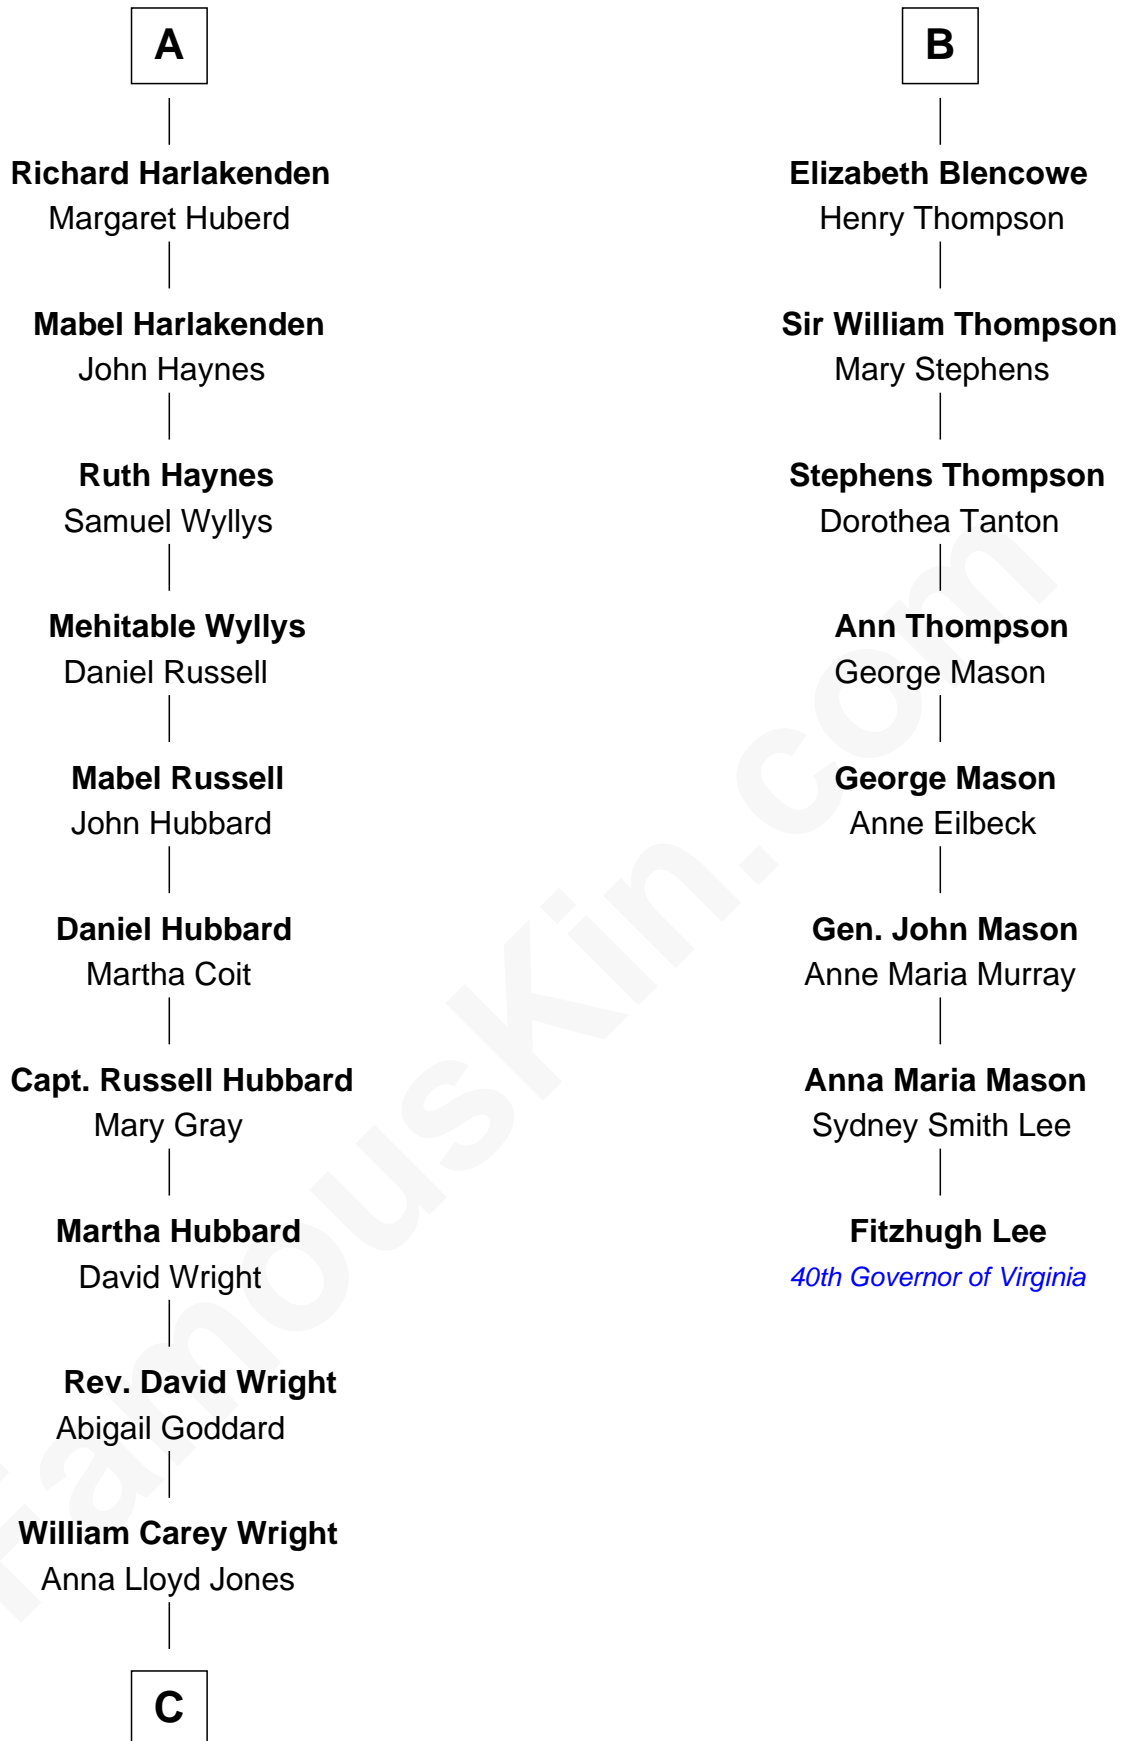 A
Richard Harlakenden
Margaret Huberd
Mabel Harlakenden
John Haynes
Ruth Haynes
Samuel Wyllys
Mehitable Wyllys
Daniel Russell
Mabel Russell
John Hubbard
Daniel Hubbard
Martha Coit
Capt. Russell Hubbard
Mary Gray
Martha Hubbard
David Wright
Rev. David Wright
Abigail Goddard
William Carey Wright
Anna Lloyd Jones
C
B
Elizabeth Blencowe
Henry Thompson
Sir William Thompson
Mary Stephens
Stephens Thompson
Dorothea Tanton
Ann Thompson
George Mason
George Mason
Anne Eilbeck
Gen. John Mason
Anne Maria Murray
Anna Maria Mason
Sydney Smith Lee
Fitzhugh Lee
40th Governor of Virginia
FamousKin.com